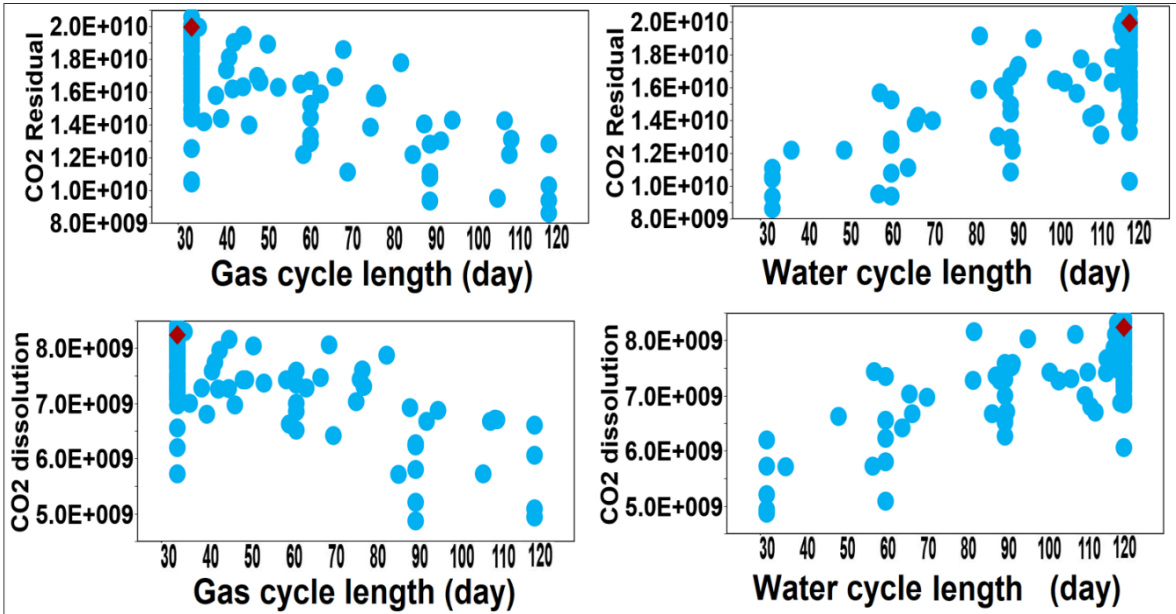 CO2 Residual
2.0E+010
1.8E+010
1.6E+010
1.4E+010
1.2E+010
1.0E+010
8.0E+009
30 40 50 60 70 80 90 100 110 120
Gas cycle length (day)
CO2 Residual
2.0E+010
1.8E+010
1.6E+010
1.4E+010
1.2E+010
1.0E+010
8.0E+009
30 40 50 60 70 80 90 100 110 120
Water cycle length (day)
CO2 dissolution
8.0E+009
7.0E+009
6.0E+009
5.0E+009
30 40 50 60 70 80 90 100 110 120
Gas cycle length (day)
CO2 dissolution
8.0E+009
7.0E+009
6.0E+009
5.0E+009
30 40 50 60 70 80 90 100 110 120
Water cycle length (day)